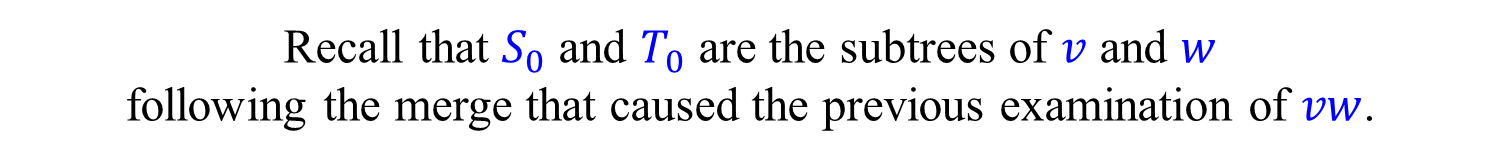 Recall that S₀ and T₀ are the subtrees of v and w
following the merge that caused the previous examination of vw.